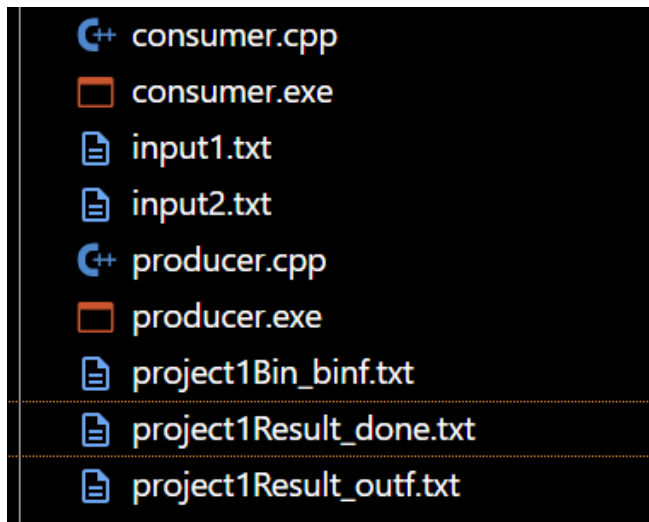 consumer.cpp
consumer.exe
input1.txt
input2.txt
producer.cpp
producer.exe
project1Bin_binf.txt
project1Result_done.txt
project1Result_outf.txt